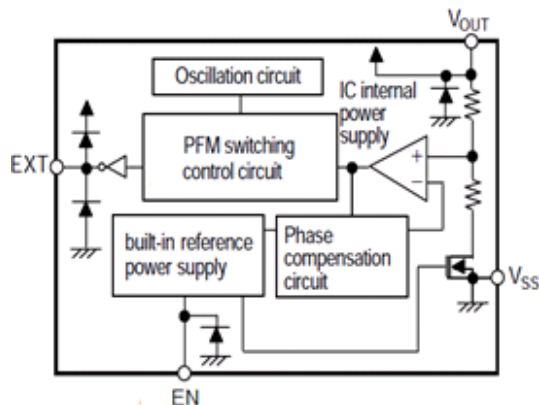 VOUT
Oscillation circuit
IC internal
power
supply
PFM switching
control circuit
EXT
+
−
built-in reference
power supply
Phase
compensation
circuit
VSS
EN